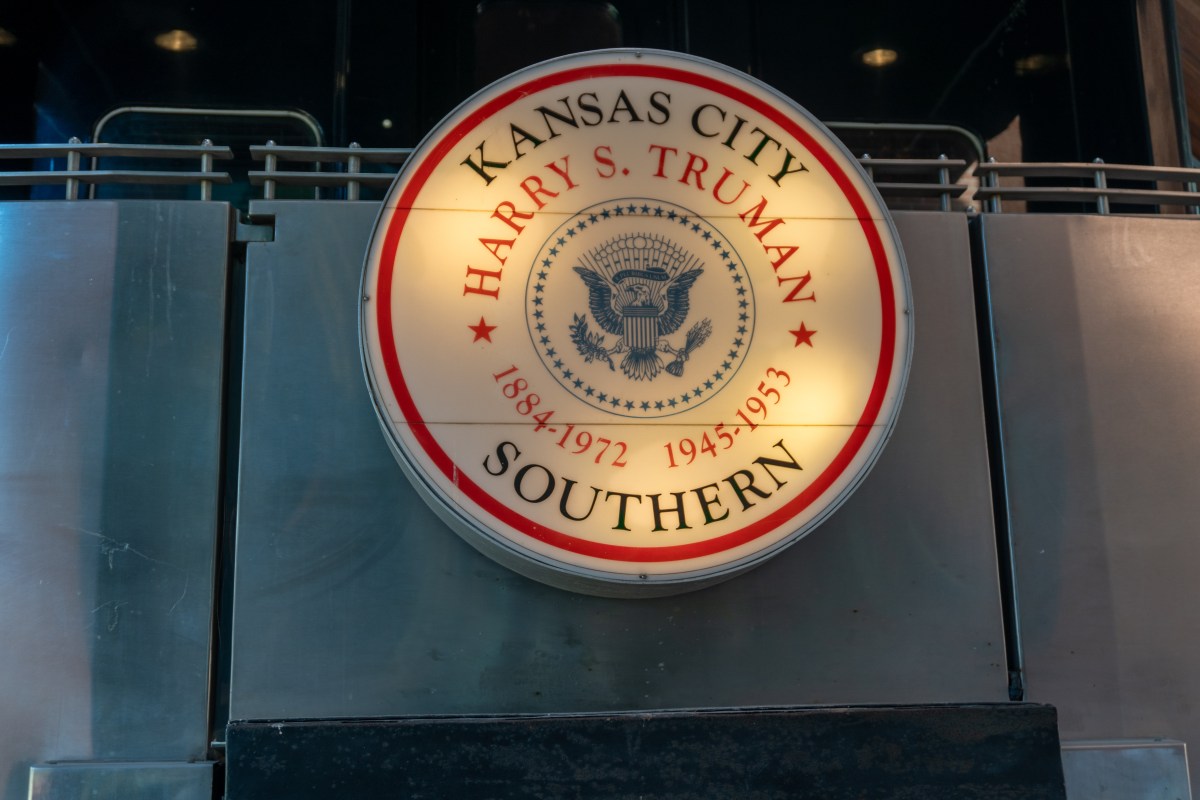 KANSAS CITY
HARRY S. TRUMAN
1884-1972 1945-1953
SOUTHERN